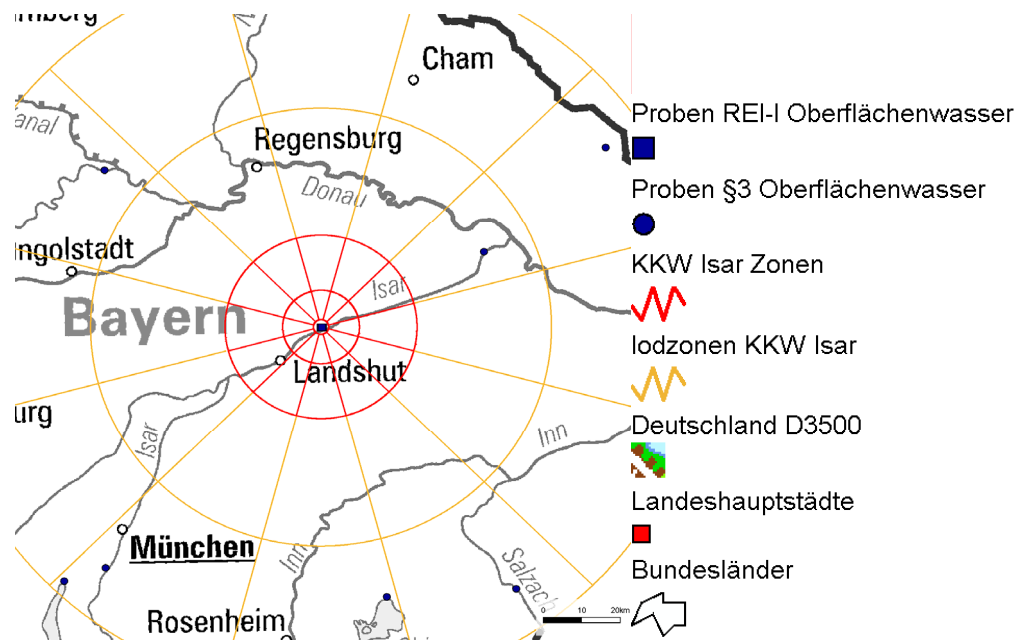 Cham
anal
Regensburg
Donau
ngolstadt
Isar
Bayern
Landshut
urg
Isar
Inn
München
Inn
Salzach
Rosenheim
0 10 20km
Proben REI-I Oberflächenwasser
Proben §3 Oberflächenwasser
KKW Isar Zonen
Iodzonen KKW Isar
Deutschland D3500
Landeshauptstädte
Bundesländer